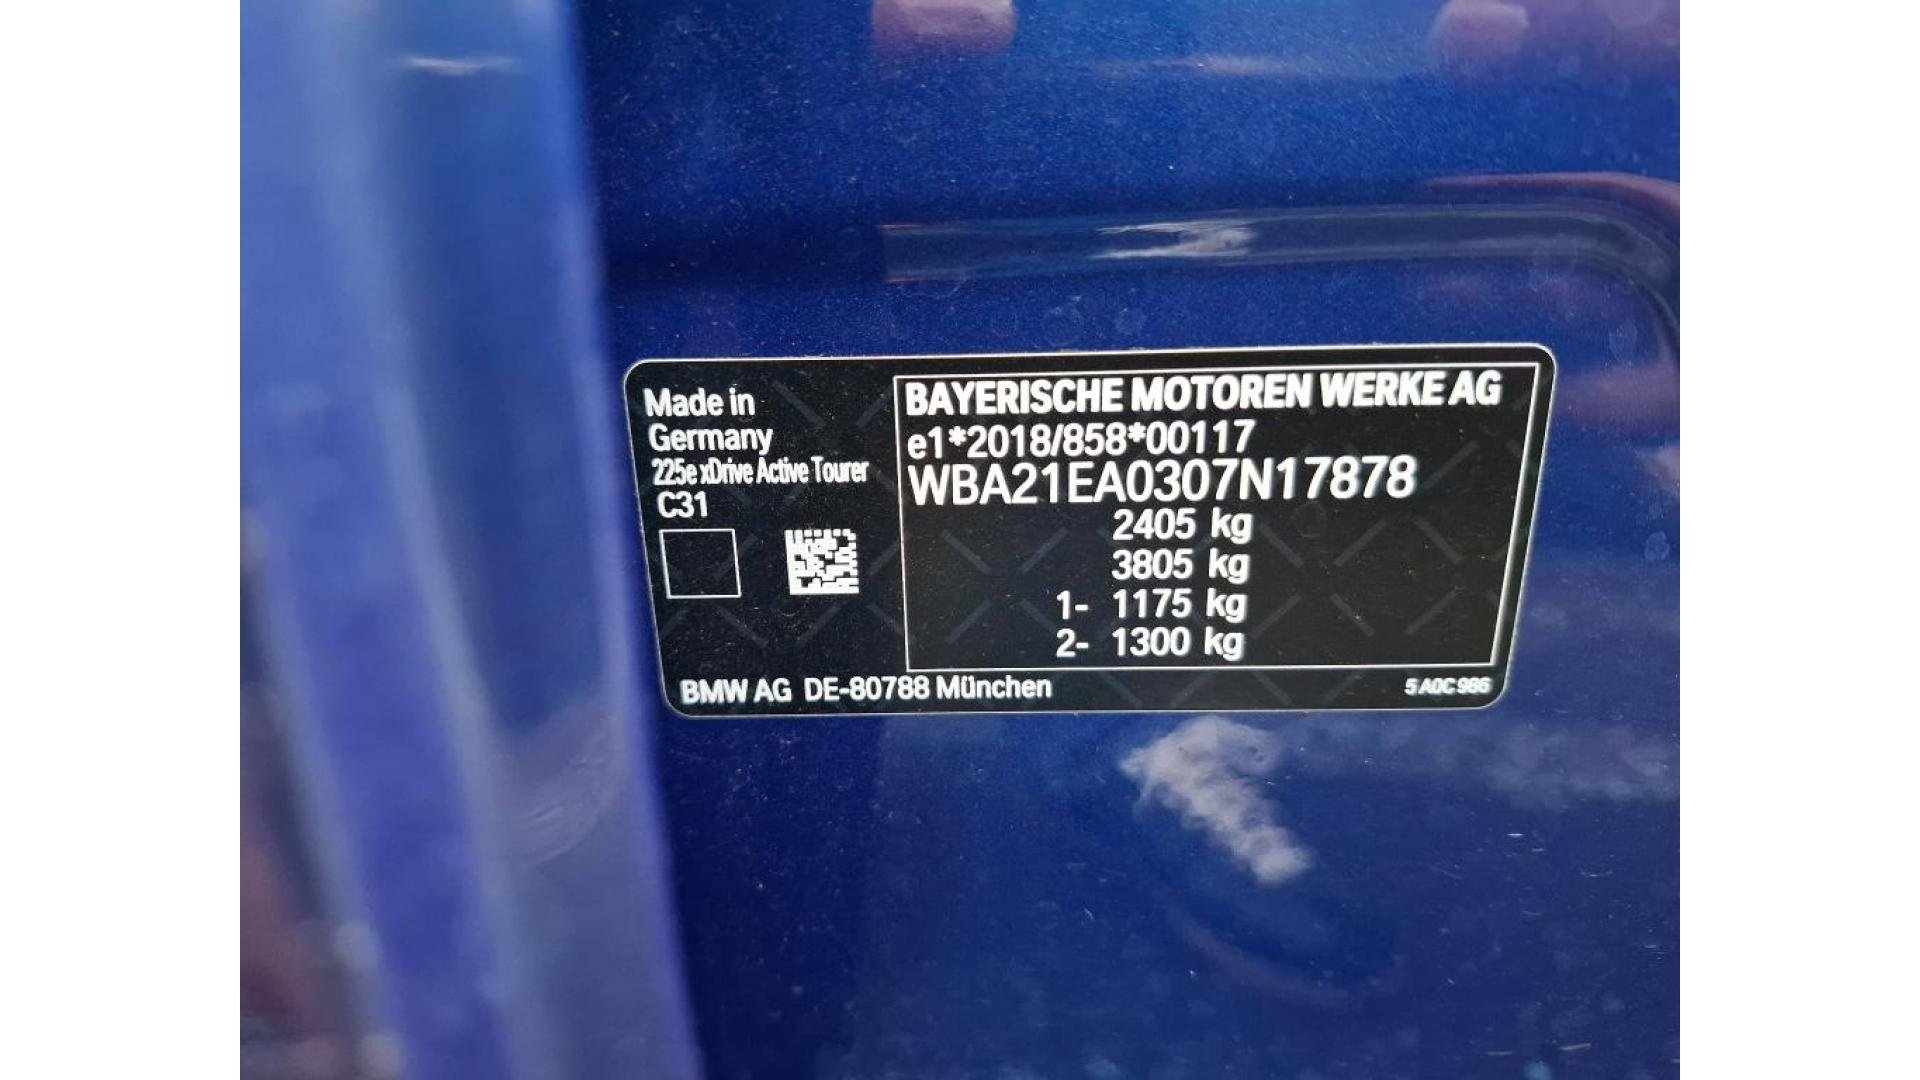 Made in
Germany
225e xDrive Active Tourer
C31
BAYERISCHE MOTOREN WERKE AG
e1*2018/858*00117
WBA21EA0307N17878
2405 kg
3805 kg
1- 1175 kg
2- 1300 kg
BMW AG DE-80788 München
5 A0C 986